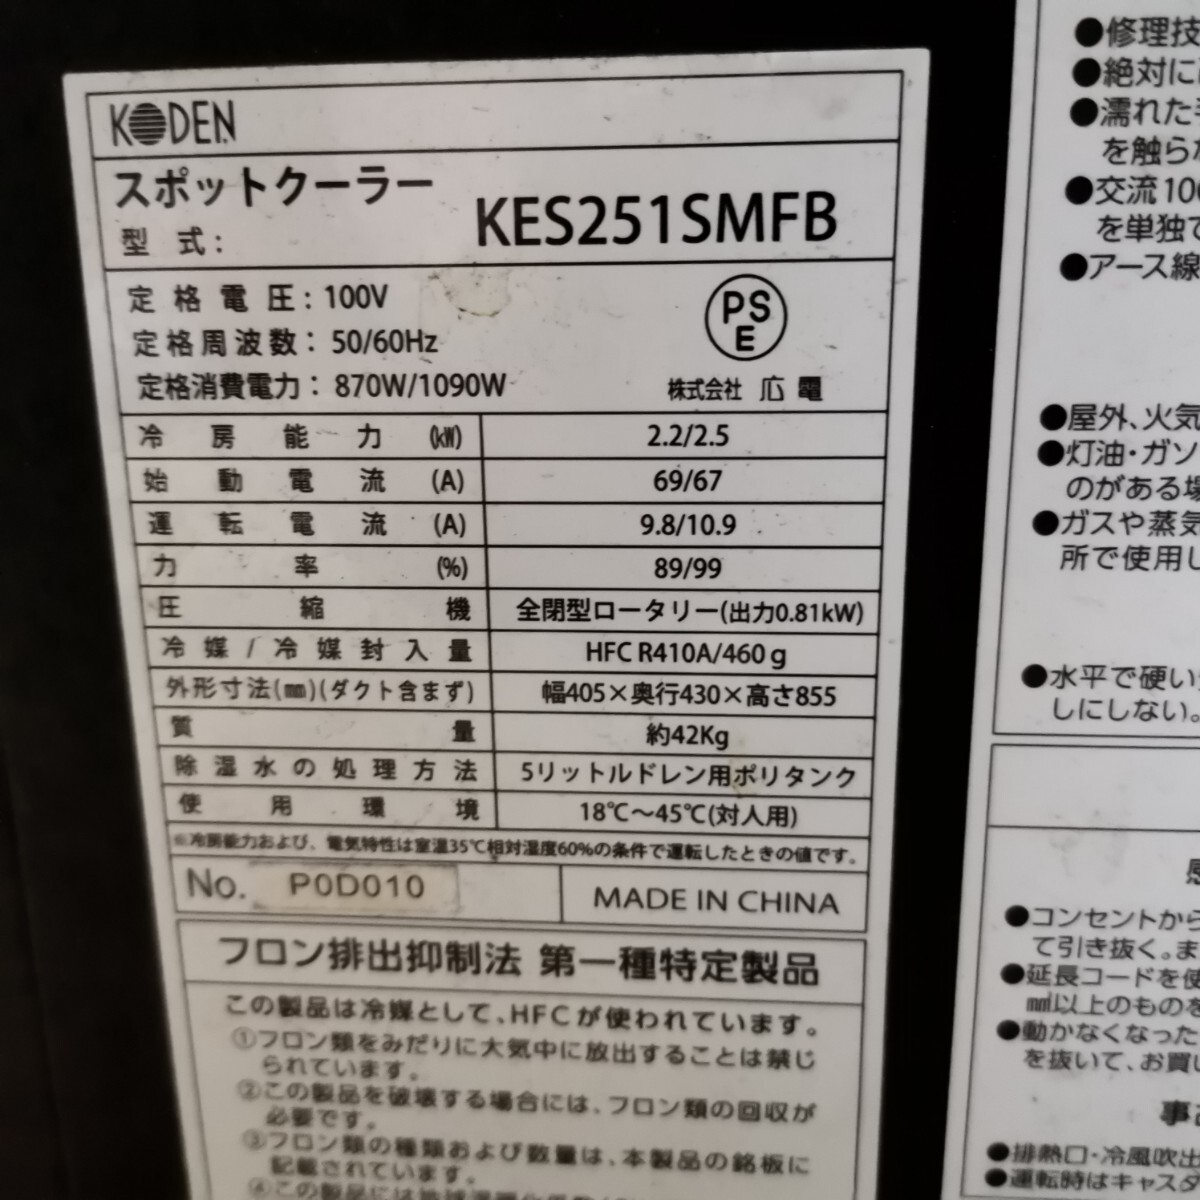 KODEN
スポットクーラー
型 式: KES251SMFB
定格電圧: 100V
定格周波数: 50/60Hz
定格消費電力: 870W/1090W
PS
E
株式会社 広電
冷房能力 (kW) 2.2/2.5
始動電流 (A) 69/67
運転電流 (A) 9.8/10.9
力率 (%) 89/99
圧縮機 全閉型ロータリー(出力0.81kW)
冷媒/冷媒封入量 HFC R410A/460g
外形寸法(㎜)(ダクト含まず) 幅405×奥行430×高さ855
質量 約42Kg
除湿水の処理方法 5リットルドレン用ポリタンク
使用環境 18℃～45℃(対人用)
※冷房能力および、電気特性は室温35℃相対湿度60%の条件で運転したときの値です。
No. P0D010 MADE IN CHINA
フロン排出抑制法 第一種特定製品
この製品は冷媒として、HFCが使われています。
①フロン類をみだりに大気中に放出することは禁じ
られています。
②この製品を破壊する場合には、フロン類の回収が
必要です。
③フロン類の種類および数量は、本製品の銘板に
記載されています。
●修理技
●絶対に
●濡れた
を触ら
●交流100
を単独で
●アース線
●屋外、火気
●灯油・ガソ
のがある場
●ガスや蒸気
所で使用し
●水平で硬い
しにしない。
●コンセントから
て引き抜く。ま
●延長コードを使
㎟以上のものを
●動かなくなった
を抜いて、お買い
事
●排熱口・冷風吹出
●運転時はキャスタ